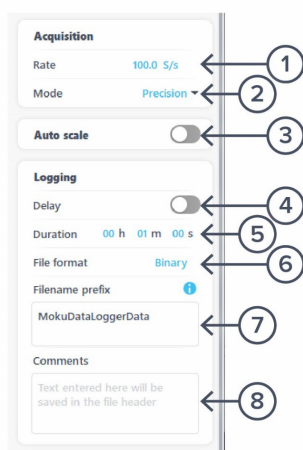 Acquisition
Rate 100.0 S/s 1
Mode Precision 2
Auto scale 3
Logging
Delay 4
Duration 00 h 01 m 00 s 5
File format Binary 6
Filename prefix i
MokuDataLoggerData 7
Comments
Text entered here will be
saved in the file header 8